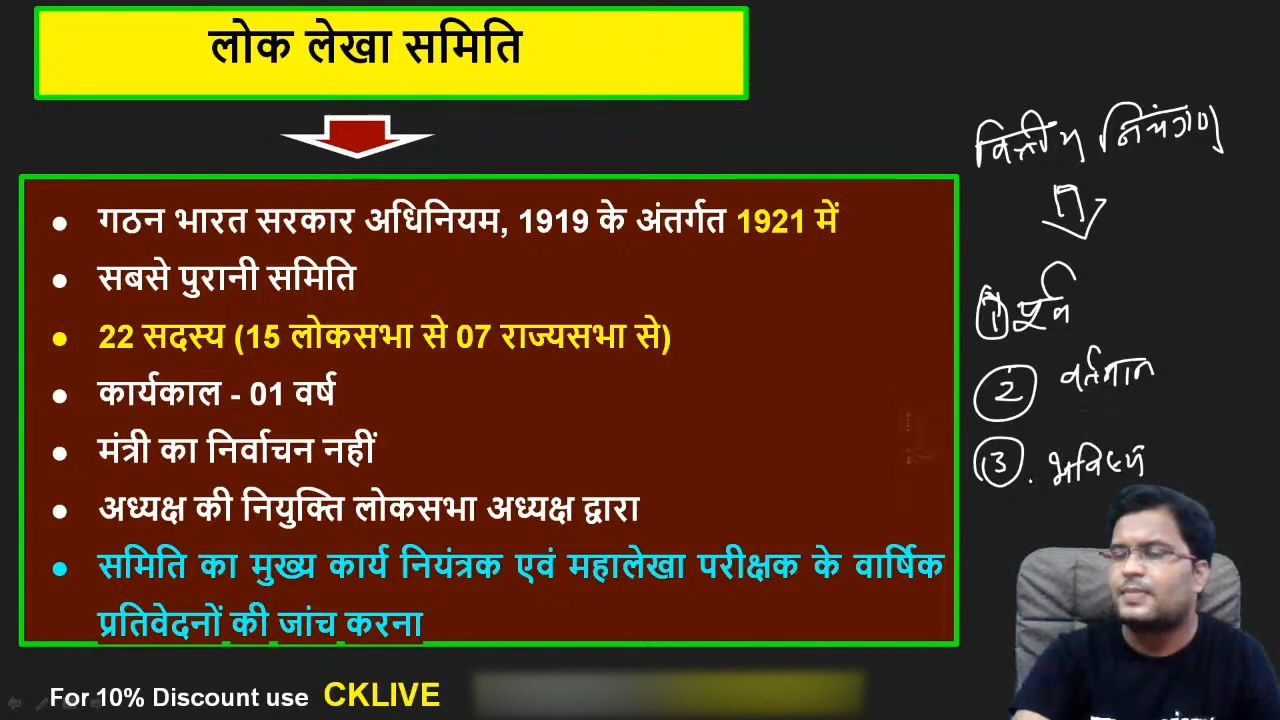 लोक लेखा समिति
• गठन भारत सरकार अधिनियम, 1919 के अंतर्गत 1921 में
• सबसे पुरानी समिति
• 22 सदस्य (15 लोकसभा से 07 राज्यसभा से)
• कार्यकाल - 01 वर्ष
• मंत्री का निर्वाचन नहीं
• अध्यक्ष की नियुक्ति लोकसभा अध्यक्ष द्वारा
• समिति का मुख्य कार्य नियंत्रक एवं महालेखा परीक्षक के वार्षिक
प्रतिवेदनों की जांच करना
वित्तीय नियंत्रण
1 पूर्व
2 वर्तमान
3. भविष्य
For 10% Discount use CKLIVE